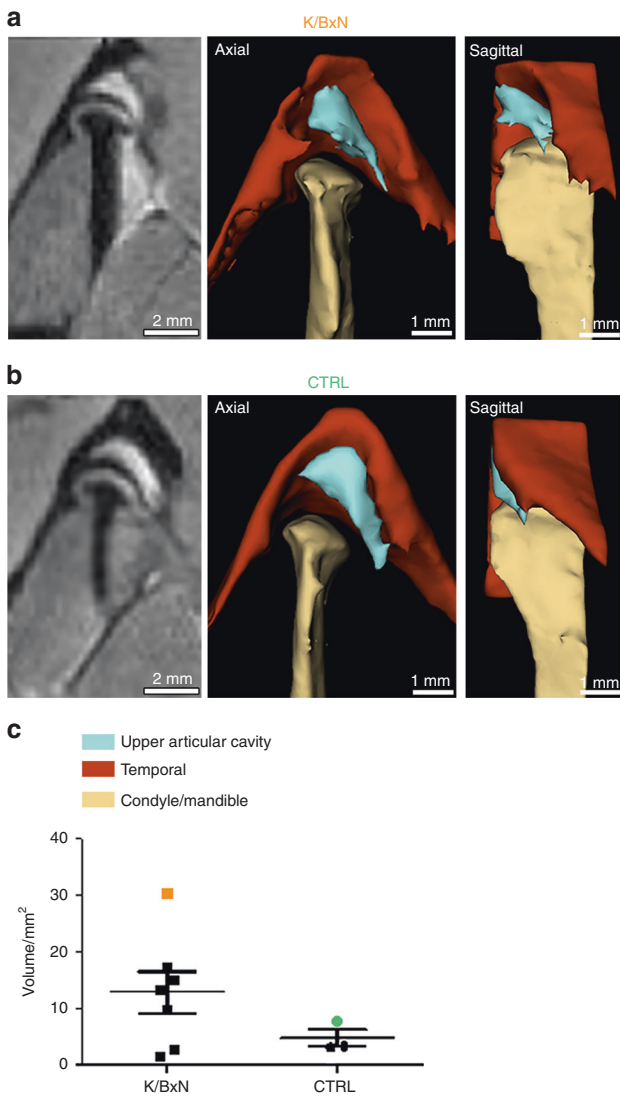 a
K/BxN
Axial
Sagittal
2 mm
1 mm
1 mm
b
CTRL
Axial
Sagittal
2 mm
1 mm
1 mm
c
Upper articular cavity
Temporal
Condyle/mandible
40
30
20
10
0
Volume/mm²
K/BxN
CTRL